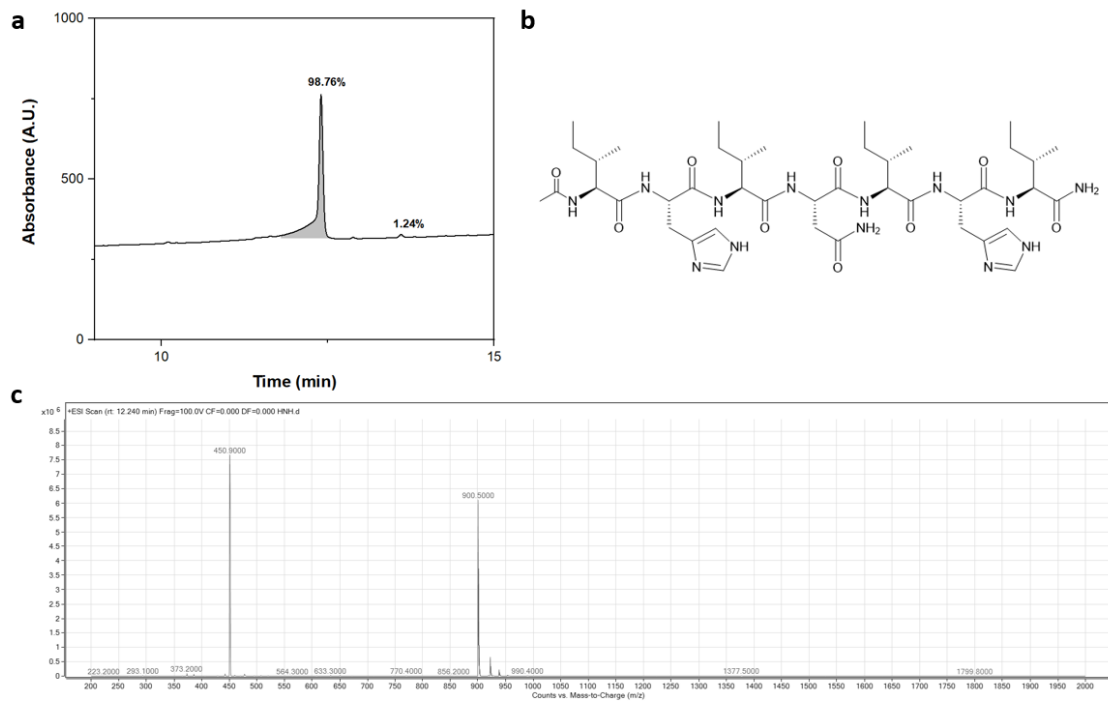 a
1000
500
0
Absorbance (A.U.)
98.76%
1.24%
10
15
Time (min)
b
O
N
H
O
H
N
O
N
H
O
H
N
O
N
H
O
H
N
O
N
H
O
NH₂
N
NH
O
NH₂
N
NH
c
x10 6
+ESI Scan (rt: 12.240 min) Frag=100.0V CF=0.000 DF=0.000 HNH.d
8.5
8
7.5
7
6.5
6
5.5
5
4.5
4
3.5
3
2.5
2
1.5
1
0.5
0
450.9000
900.5000
223.2000 293.1000 373.2000 564.3000 633.3000 770.4000 856.2000 990.4000 1377.5000 1799.8000
200 250 300 350 400 450 500 550 600 650 700 750 800 850 900 950 1000 1050 1100 1150 1200 1250 1300 1350 1400 1450 1500 1550 1600 1650 1700 1750 1800 1850 1900 1950 2000
Counts vs. Mass-to-Charge (m/z)